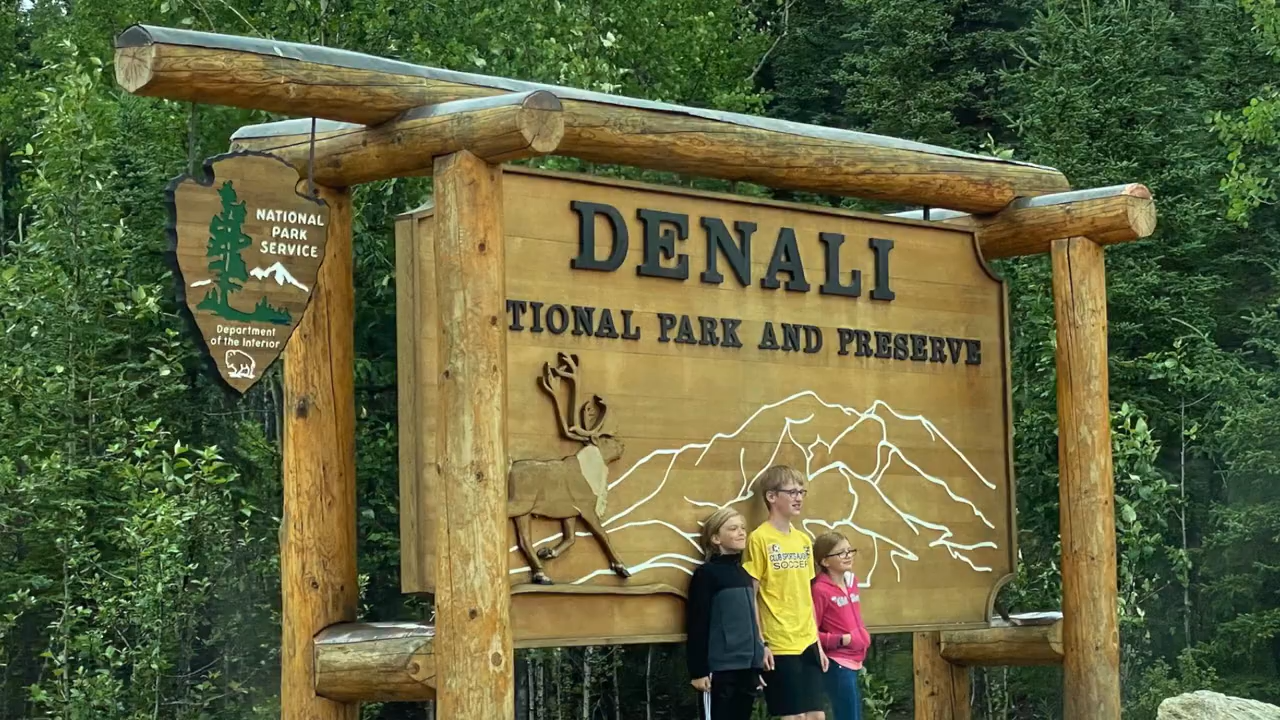 NATIONAL
PARK
SERVICE
Department
of the Interior
DENALI
TIONAL PARK AND PRESERVE
SOCCER